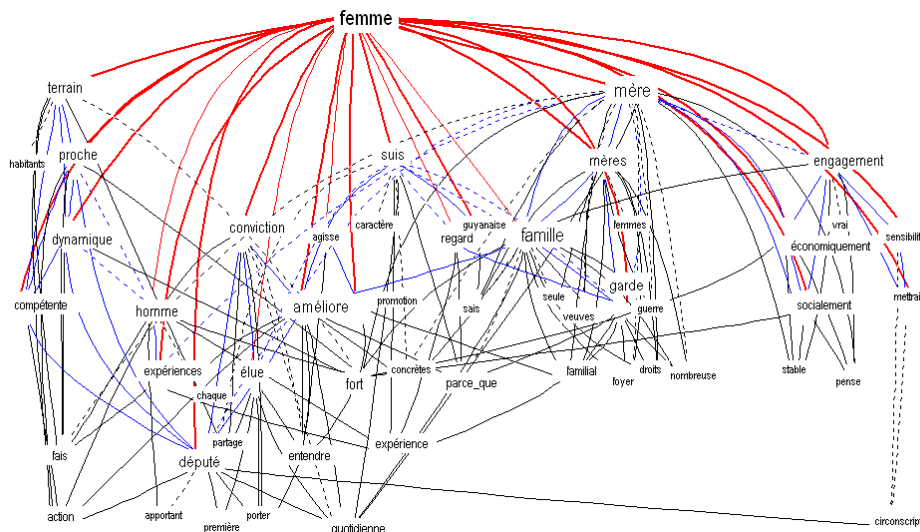 femme
terrain
mère
habitants
proche
suis
mères
engagement
dynamique
conviction
agisse
caractère
regard
guyanaise
famille
femmes
vrai
économiquement
sensibilit
compétente
homme
améliore
promotion
sais
seule
veuves
garde
guerre
socialement
mettrai
expériences
chaque
élue
fort
concrètes
parce_que
familial
foyer
droits
nombreuse
stable
pense
fais
député
partage
entendre
expérience
action
apportant
première
porter
quotidienne
circonscrip